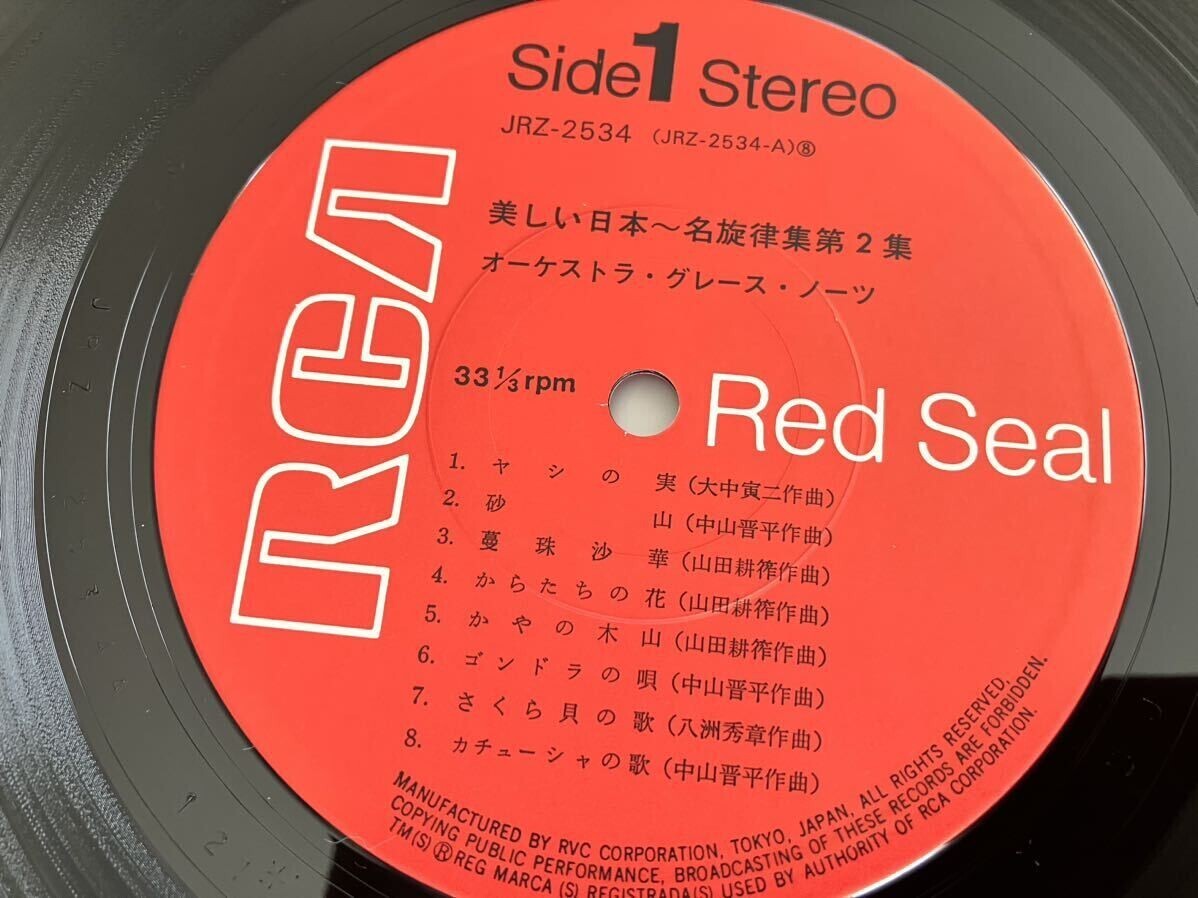 Side 1 Stereo
JRZ-2534 (JRZ-2534-A)⑧
美しい日本~名旋律集第2集
オーケストラ・グレース・ノーツ
RCA
33 1/3 rpm
Red Seal
1. ヤシの実(大中寅二作曲)
2. 砂山(中山晋平作曲)
3. 蔓珠沙華(山田耕筰作曲)
4. からたちの花(山田耕筰作曲)
5. かやの木山(山田耕筰作曲)
6. ゴンドラの唄(中山晋平作曲)
7. さくら貝の歌(八洲秀章作曲)
8. カチューシャの歌(中山晋平作曲)
MANUFACTURED BY RVC CORPORATION, TOKYO, JAPAN, ALL RIGHTS RESERVED,
COPYING PUBLIC PERFORMANCE, BROADCASTING OF THESE RECORDS ARE FORBIDDEN.
TM(S) ® REG MARCA (S) REGISTRADA(S) USED BY AUTHORITY OF RCA CORPORATION.